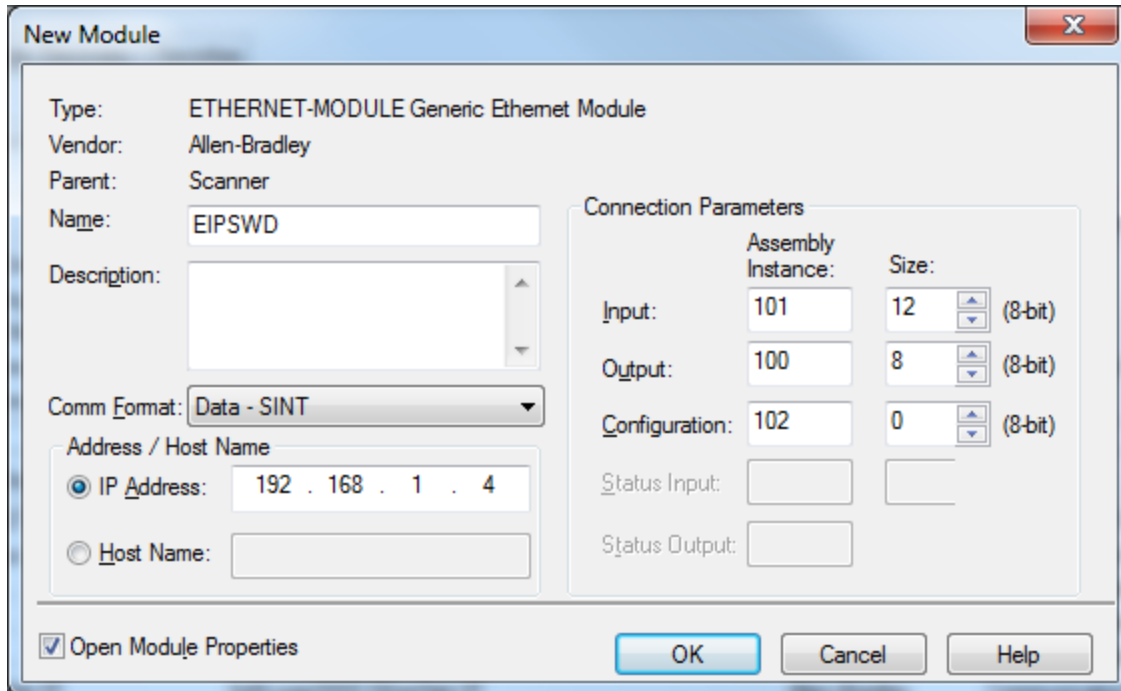 New Module
Type: ETHERNET-MODULE Generic Ethernet Module
Vendor: Allen-Bradley
Parent: Scanner
Name: EIPSWD
Description:
Comm Format: Data - SINT
Address / Host Name
IP Address: 192 . 168 . 1 . 4
Host Name:
Connection Parameters
Assembly
Instance: Size:
Input: 101 12 (8-bit)
Output: 100 8 (8-bit)
Configuration: 102 0 (8-bit)
Status Input:
Status Output:
Open Module Properties
OK Cancel Help